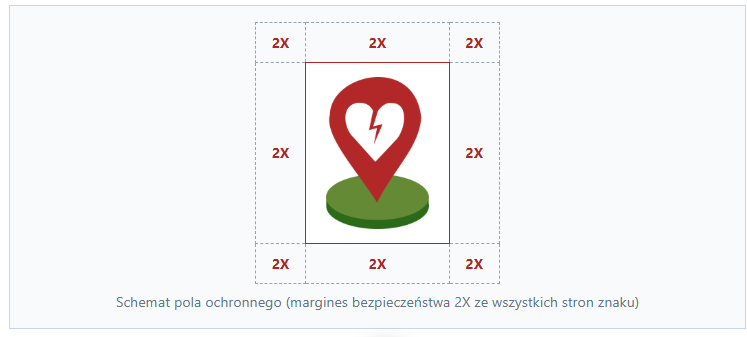 2X 2X 2X
2X 2X
2X 2X 2X
Schemat pola ochronnego (margines bezpieczeństwa 2X ze wszystkich stron znaku)